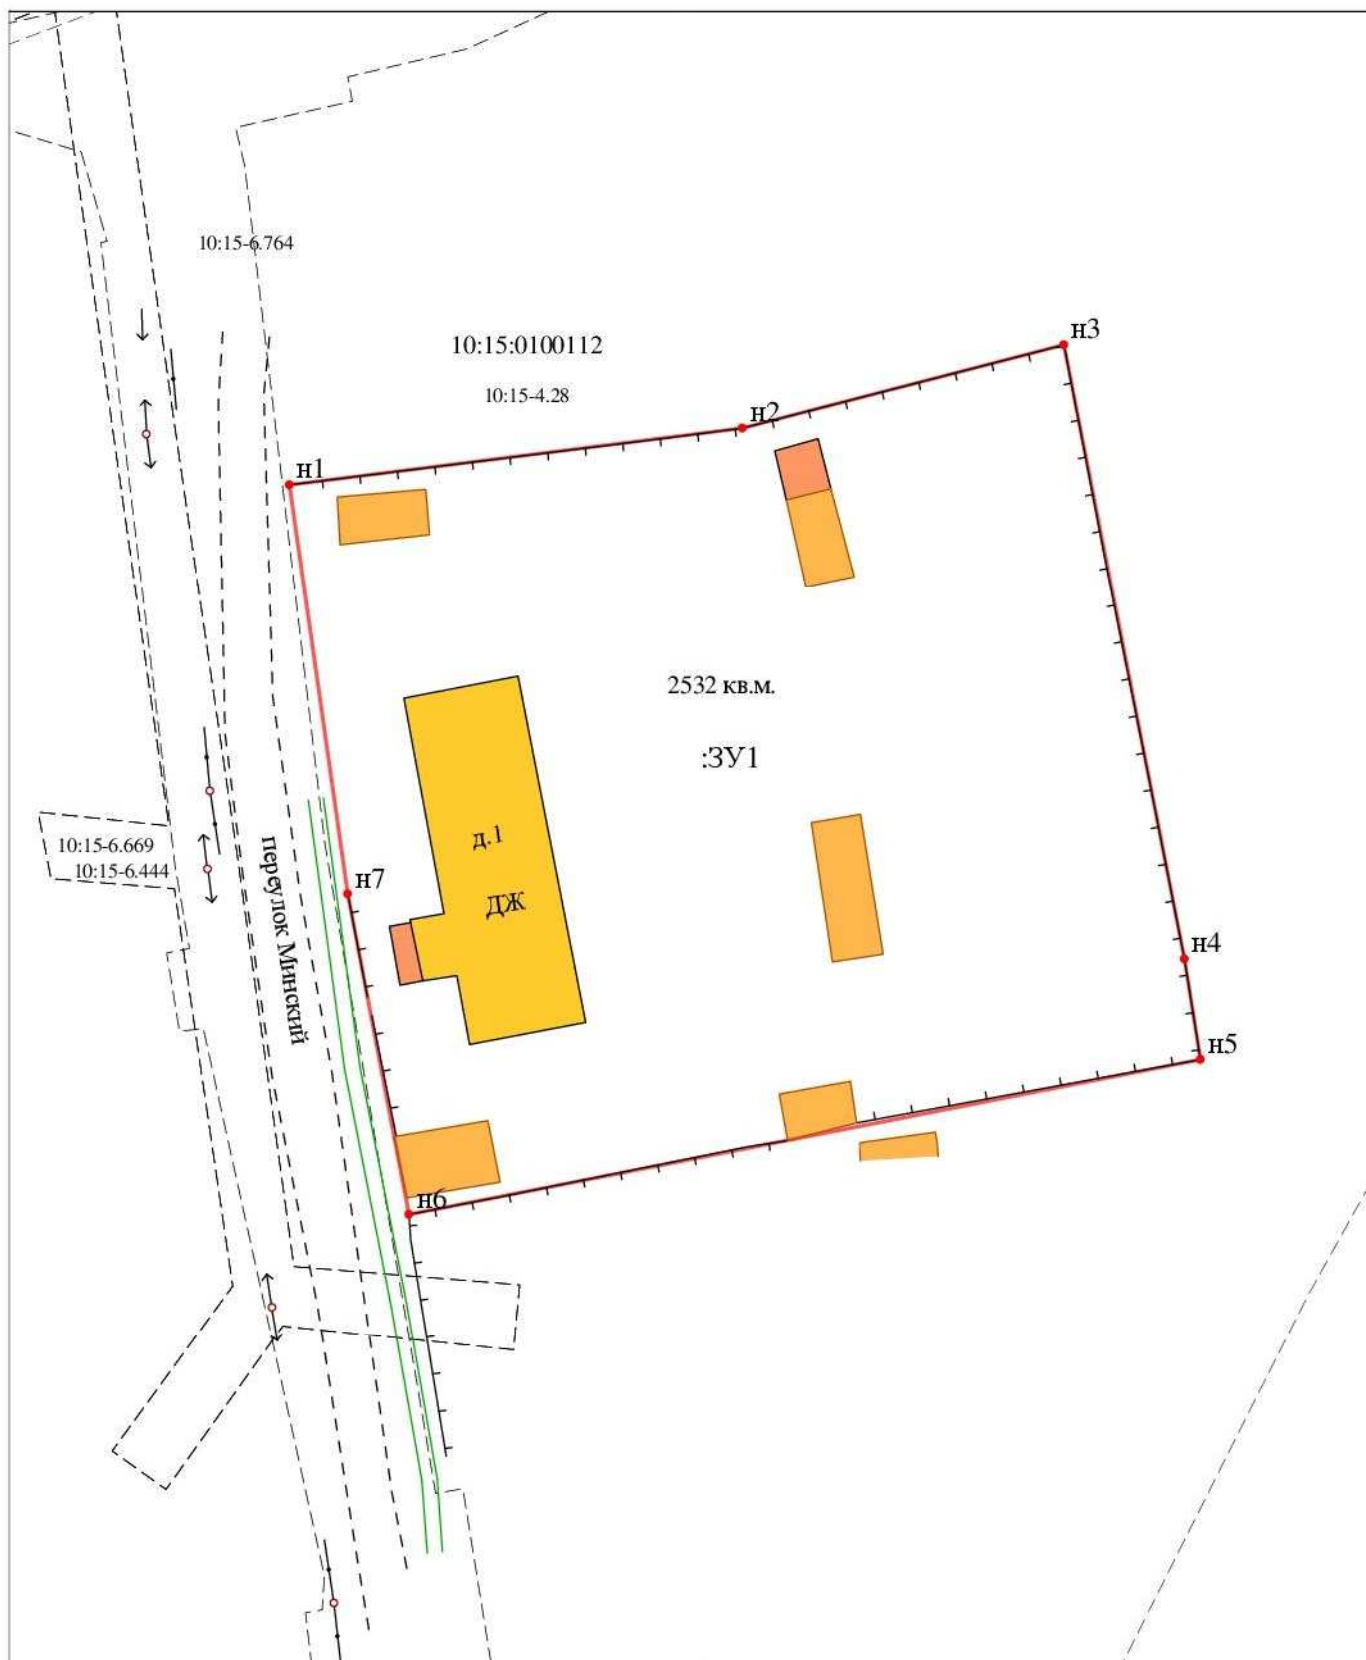 10:15-6.764
н3
10:15:0100112
10:15-4.28
н2
н1
2532 кв.м.
:ЗУ1
д.1
10:15-6.669
10:15-6.444
переулок Минский
н7
ДЖ
н4
н5
н6